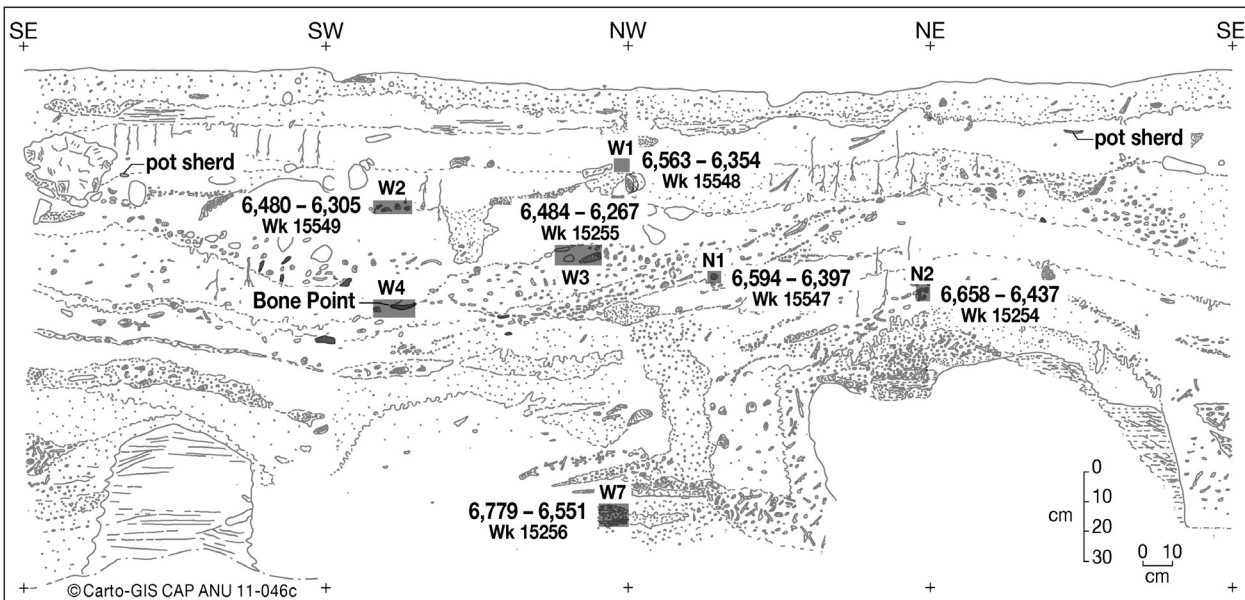 SE SW NW NE SE
pot sherd
pot sherd
W1
6,563 – 6,354
Wk 15548
W2
6,480 – 6,305
Wk 15549
6,484 – 6,267
Wk 15255
W3
N1
6,594 – 6,397
Wk 15547
N2
6,658 – 6,437
Wk 15254
W4
Bone Point
W7
6,779 – 6,551
Wk 15256
0
10
cm
20
30
0 10
cm
©Carto-GIS CAP ANU 11-046c